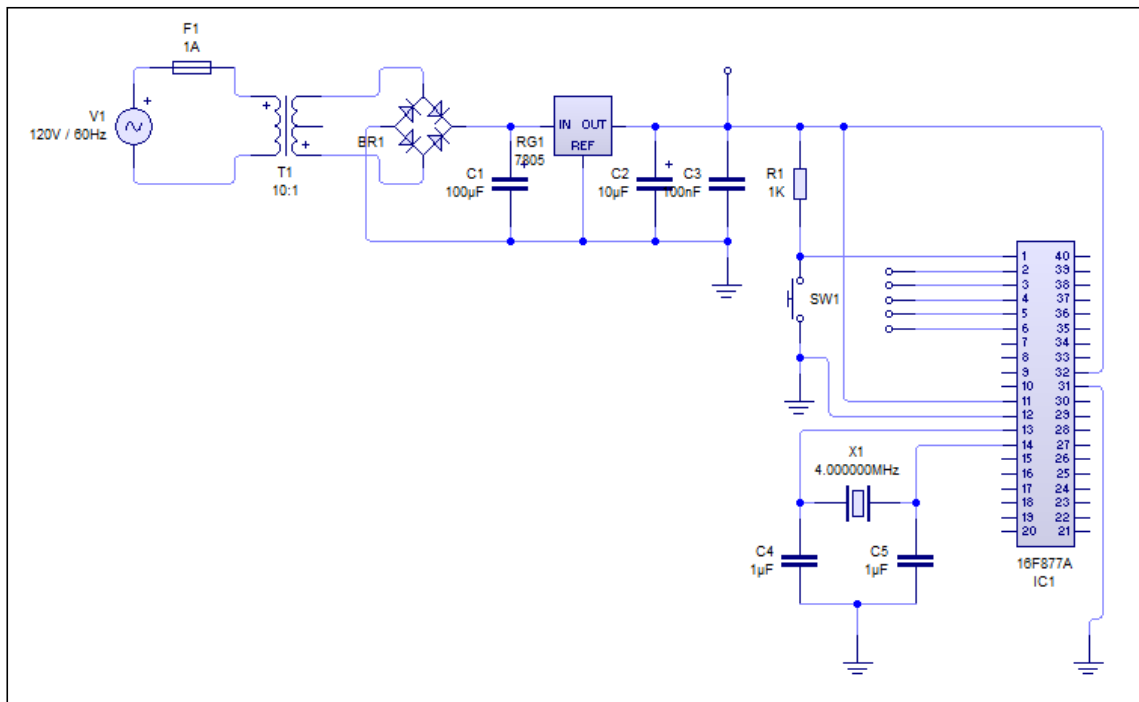 F1
1A
V1
120V / 60Hz
T1
10:1
BR1
C1
100µF
IN OUT
REF
RG1
7805
C2
10µF
C3
100nF
R1
1K
SW1
1 40
2 39
3 38
4 37
5 36
6 35
7 34
8 33
9 32
10 31
11 30
12 29
13 28
14 27
15 26
16 25
17 24
18 23
19 22
20 21
16F877A
IC1
X1
4.000000MHz
C4
1µF
C5
1µF